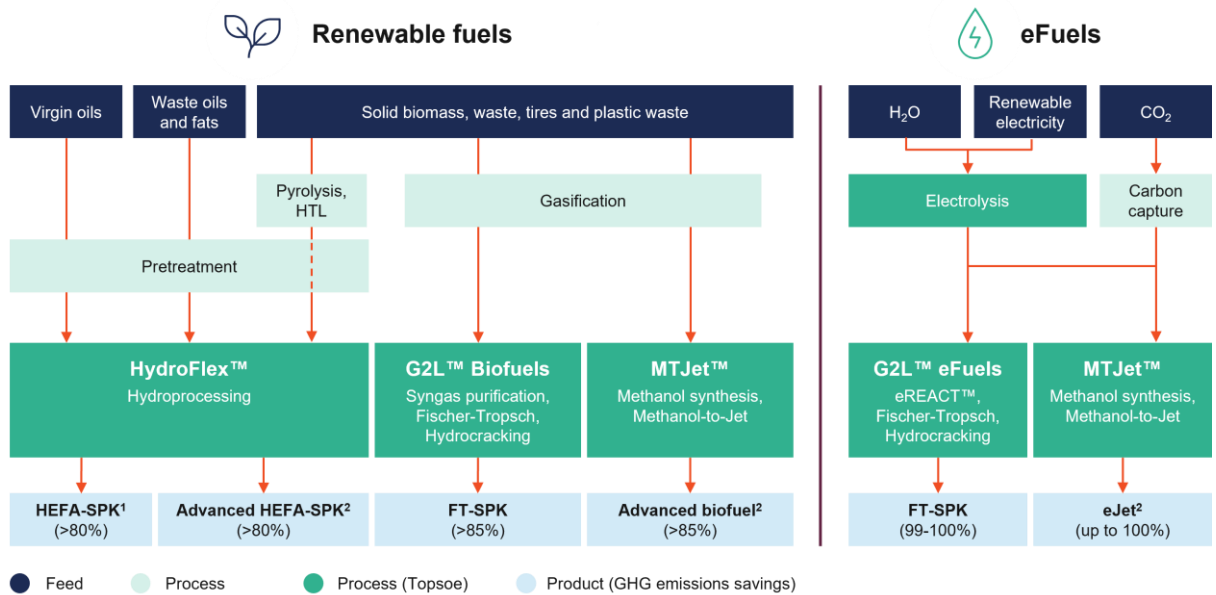 Renewable fuels
eFuels
Virgin oils
Waste oils
and fats
Solid biomass, waste, tires and plastic waste
H₂O
Renewable
electricity
CO₂
Pyrolysis,
HTL
Gasification
Electrolysis
Carbon
capture
Pretreatment
HydroFlex™
Hydroprocessing
G2L™ Biofuels
Syngas purification,
Fischer-Tropsch,
Hydrocracking
MTJet™
Methanol synthesis,
Methanol-to-Jet
G2L™ eFuels
eREACT™,
Fischer-Tropsch,
Hydrocracking
MTJet™
Methanol synthesis,
Methanol-to-Jet
HEFA-SPK¹
(>80%)
Advanced HEFA-SPK²
(>80%)
FT-SPK
(>85%)
Advanced biofuel²
(>85%)
FT-SPK
(99-100%)
eJet²
(up to 100%)
Feed
Process
Process (Topsoe)
Product (GHG emissions savings)